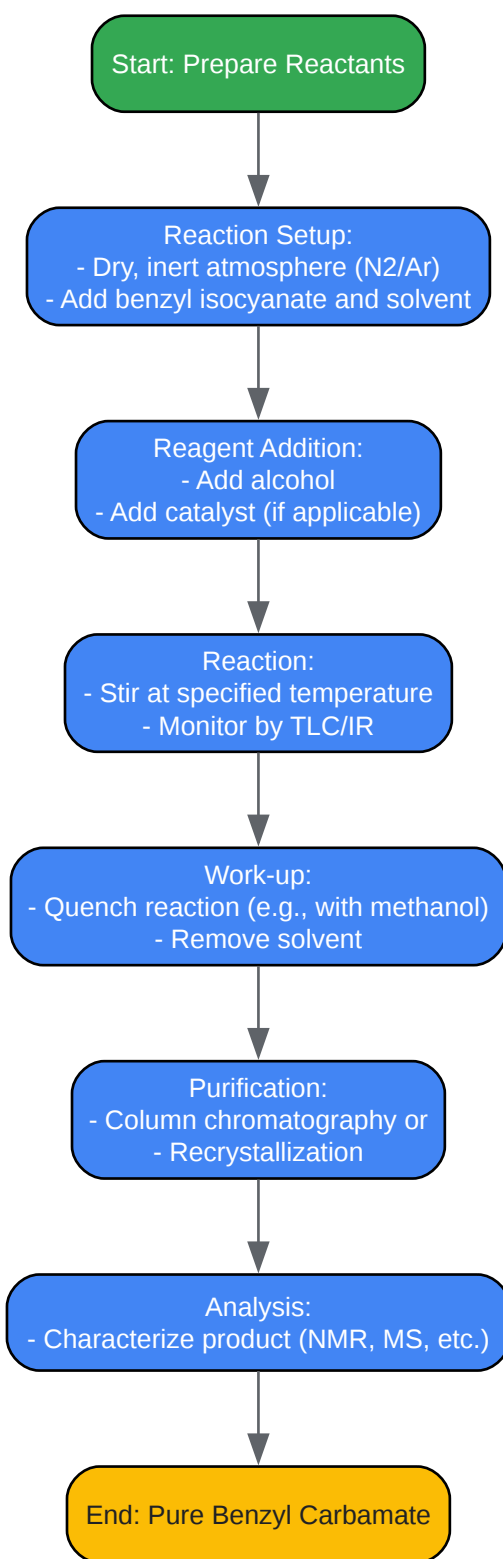 Start: Prepare Reactants
Reaction Setup:
- Dry, inert atmosphere (N2/Ar)
- Add benzyl isocyanate and solvent
Reagent Addition:
- Add alcohol
- Add catalyst (if applicable)
Reaction:
- Stir at specified temperature
- Monitor by TLC/IR
Work-up:
- Quench reaction (e.g., with methanol)
- Remove solvent
Purification:
- Column chromatography or
- Recrystallization
Analysis:
- Characterize product (NMR, MS, etc.)
End: Pure Benzyl Carbamate